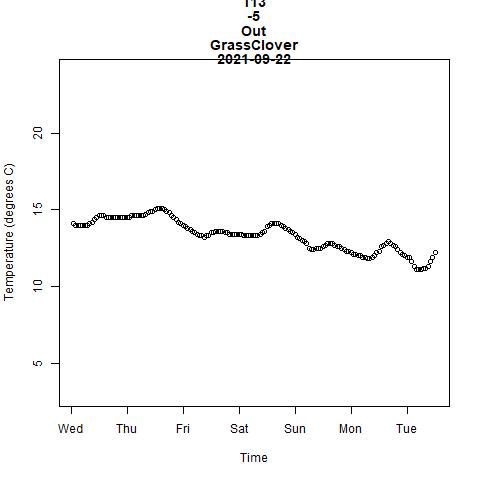 113
-5
Out
GrassClover
2021-09-22
Temperature (degrees C)
20
15
10
5
Wed Thu Fri Sat Sun Mon Tue
Time